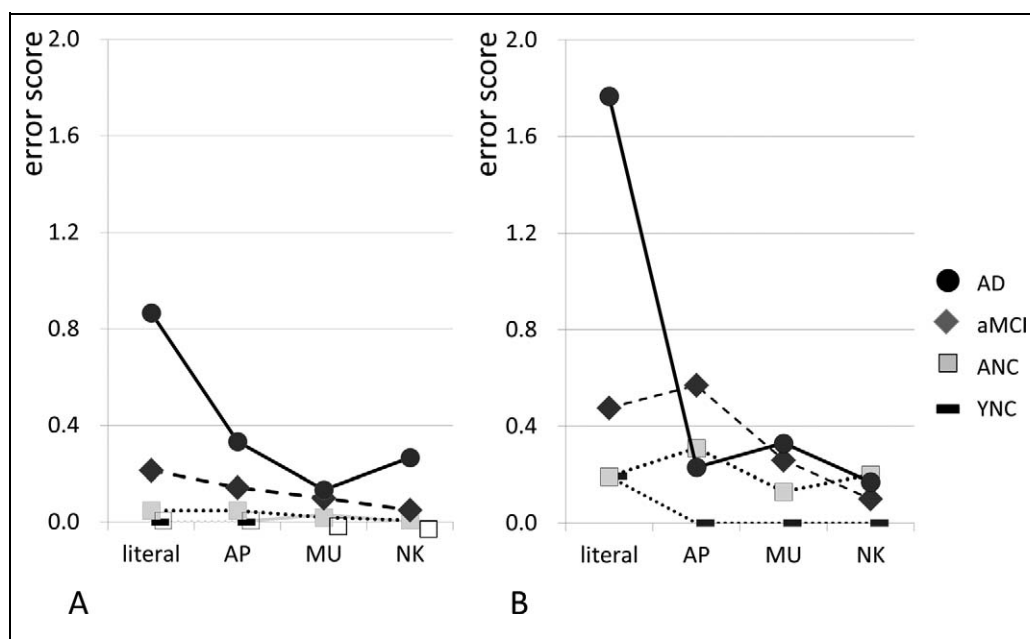 error score
2.0
1.6
1.2
0.8
0.4
0.0
literal AP MU NK
A
error score
2.0
1.6
1.2
0.8
0.4
0.0
literal AP MU NK
B
AD
aMCI
ANC
YNC